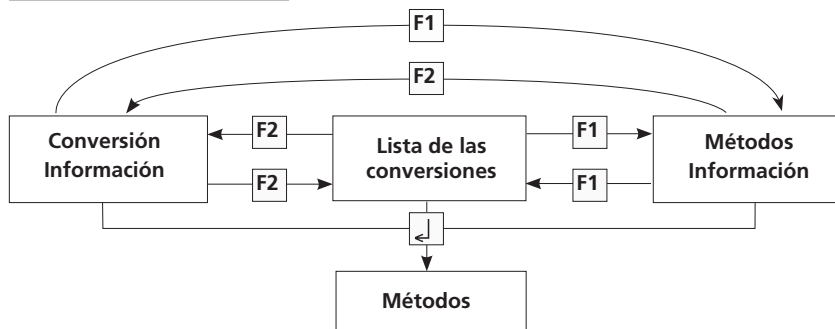 F1
F2
Conversión
Información
F2
F2
Lista de las
conversiones
F1
F1
Métodos
Información
Métodos